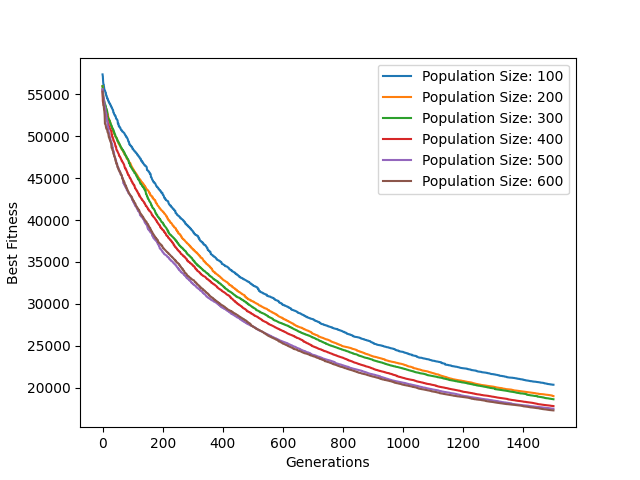 55000
50000
45000
40000
35000
30000
25000
20000
Best Fitness
0
200
400
600
800
1000
1200
1400
Generations
Population Size: 100
Population Size: 200
Population Size: 300
Population Size: 400
Population Size: 500
Population Size: 600